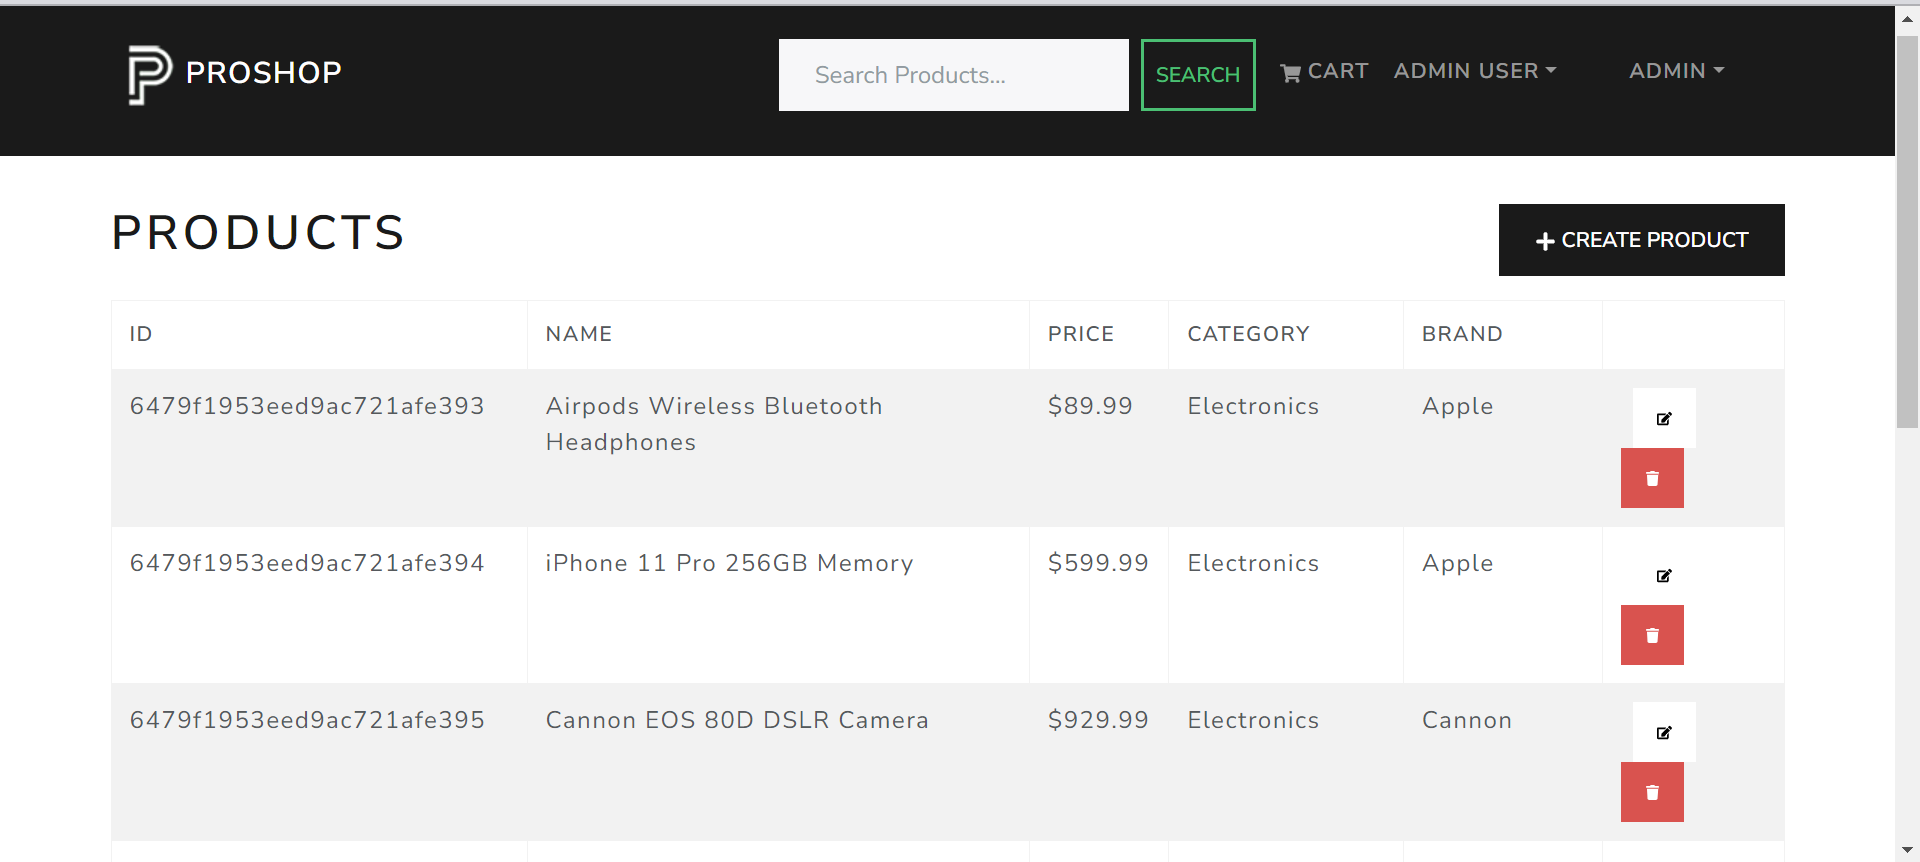 PROSHOP
Search Products...
SEARCH
CART
ADMIN USER
ADMIN
PRODUCTS
CREATE PRODUCT
ID NAME PRICE CATEGORY BRAND
6479f1953eed9ac721afe393 Airpods Wireless Bluetooth $89.99 Electronics Apple
Headphones
6479f1953eed9ac721afe394 iPhone 11 Pro 256GB Memory $599.99 Electronics Apple
6479f1953eed9ac721afe395 Cannon EOS 80D DSLR Camera $929.99 Electronics Cannon